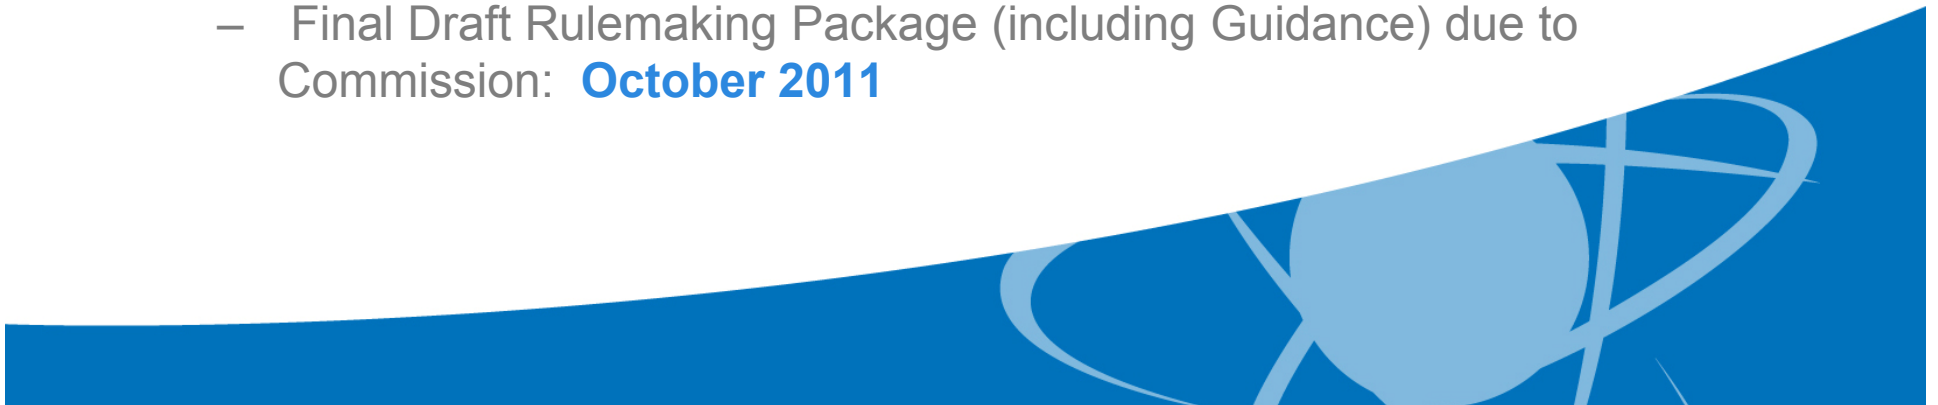 – Final Draft Rulemaking Package (including Guidance) due to
Commission: October 2011